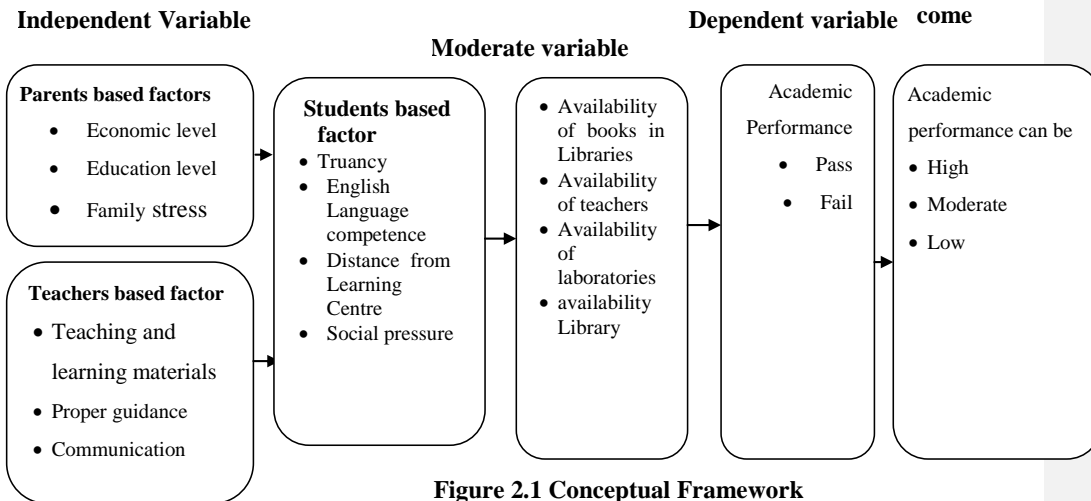 Independent Variable
Dependent variable come
Moderate variable
Parents based factors
• Economic level
• Education level
• Family stress
Teachers based factor
• Teaching and
learning materials
• Proper guidance
• Communication
Students based
factor
• Truancy
• English
Language
competence
• Distance from
Learning
Centre
• Social pressure
• Availability
of books in
Libraries
• Availability
of teachers
• Availability
of
laboratories
• availability
Library
Academic
Performance
• Pass
• Fail
Academic
performance can be
• High
• Moderate
• Low
Figure 2.1 Conceptual Framework